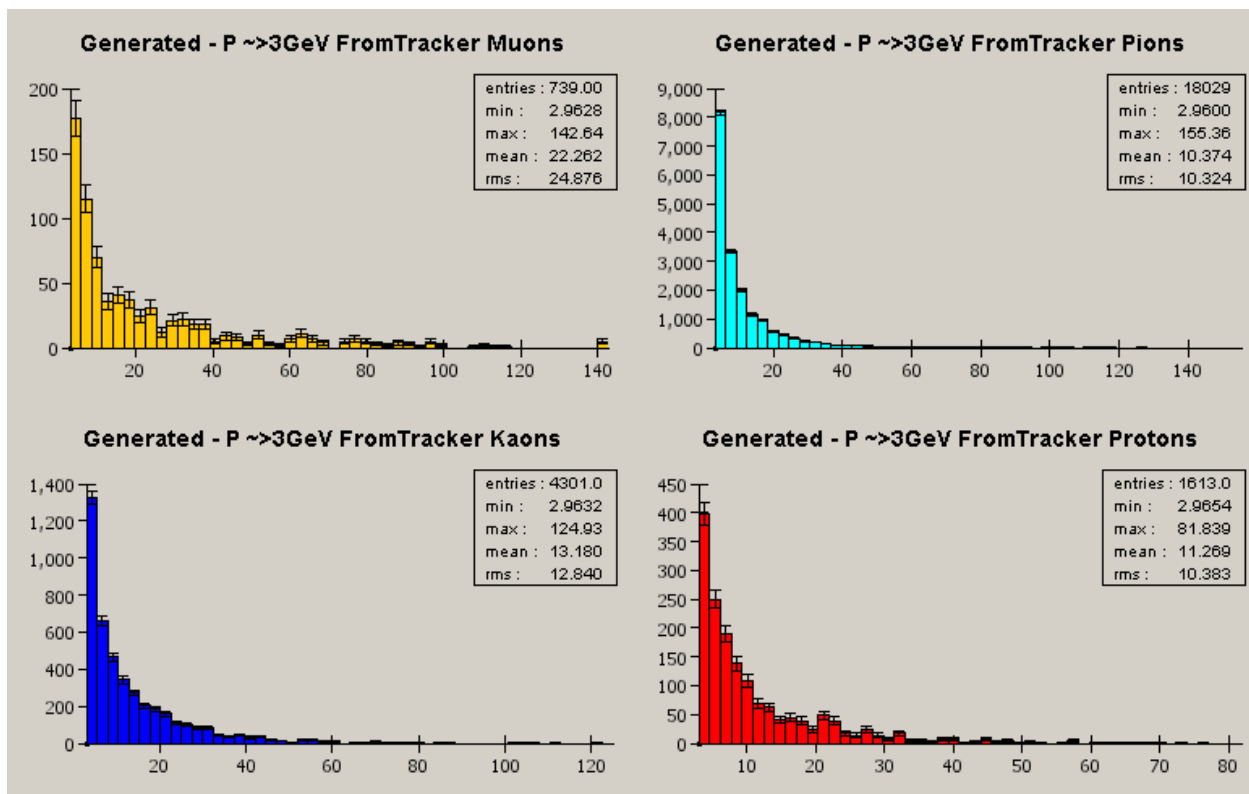 Generated - P ~>3GeV FromTracker Muons
entries : 739.00
min : 2.9628
max : 142.64
mean : 22.262
rms : 24.876
200
150
100
50
0
20 40 60 80 100 120 140
Generated - P ~>3GeV FromTracker Pions
entries : 18029
min : 2.9600
max : 155.36
mean : 10.374
rms : 10.324
9,000
8,000
7,000
6,000
5,000
4,000
3,000
2,000
1,000
0
20 40 60 80 100 120 140
Generated - P ~>3GeV FromTracker Kaons
entries : 4301.0
min : 2.9632
max : 124.93
mean : 13.180
rms : 12.840
1,400
1,200
1,000
800
600
400
200
0
20 40 60 80 100 120
Generated - P ~>3GeV FromTracker Protons
entries : 1613.0
min : 2.9654
max : 81.839
mean : 11.269
rms : 10.383
450
400
350
300
250
200
150
100
50
0
10 20 30 40 50 60 70 80